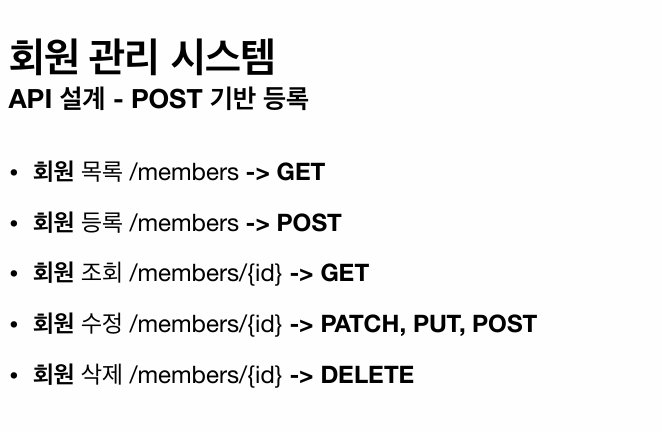 회원 관리 시스템
API 설계 - POST 기반 등록
• 회원 목록 /members -> GET
• 회원 등록 /members -> POST
• 회원 조회 /members/{id} -> GET
• 회원 수정 /members/{id} -> PATCH, PUT, POST
• 회원 삭제 /members/{id} -> DELETE